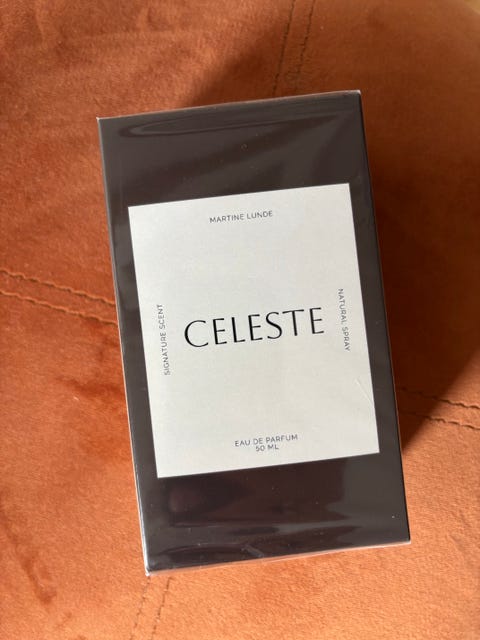 MARTINE LUNDE
SIGNATURE SCENT
CELESTE
NATURAL SPRAY
EAU DE PARFUM
50 ML